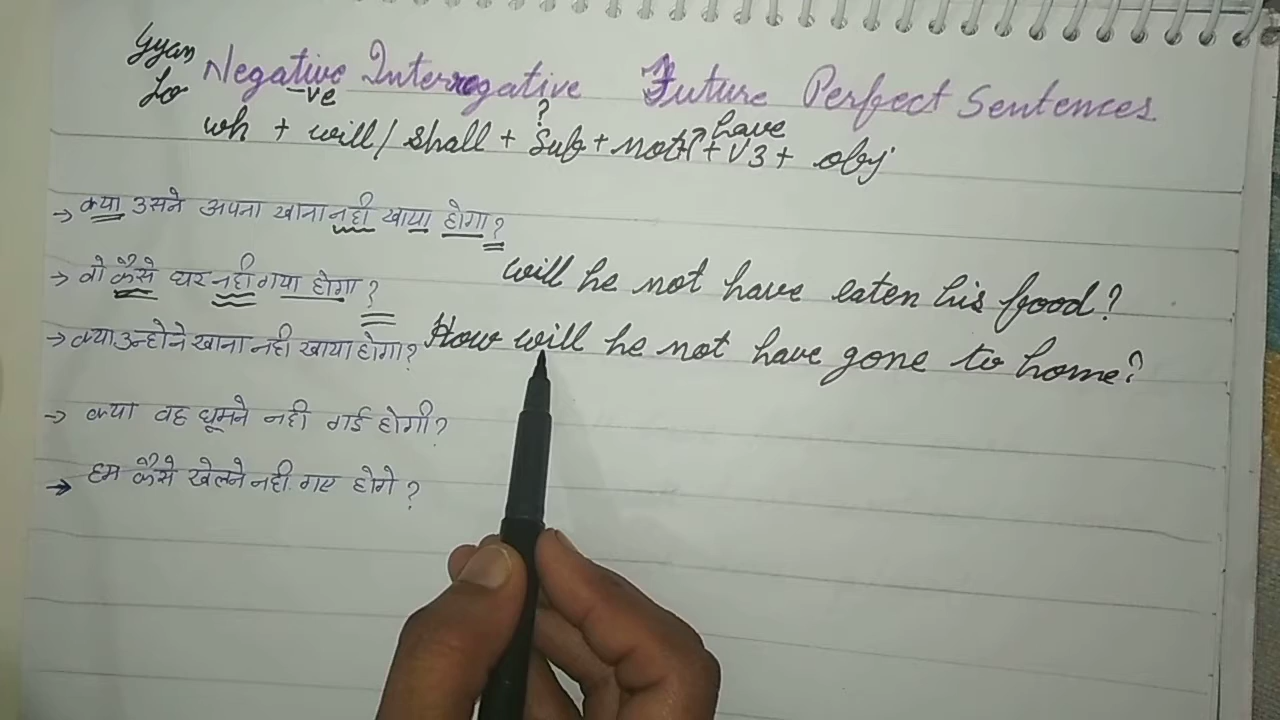 Gyan
Lo
Negative Interrogative Future Perfect Sentences
-ve ?
wh + will/shall + Sub + not + have + V3 + obj
→ क्या उसने अपना खाना नही खाया होगा?
will he not have eaten his food?
→ वो कैसे घर नही गया होगा?
How will he not have gone to home?
→ क्या उन्होने खाना नही खाया होगा?
→ क्या वह घूमने नही गई होगी?
→ हम कैसे खेलने नही गए होगे?